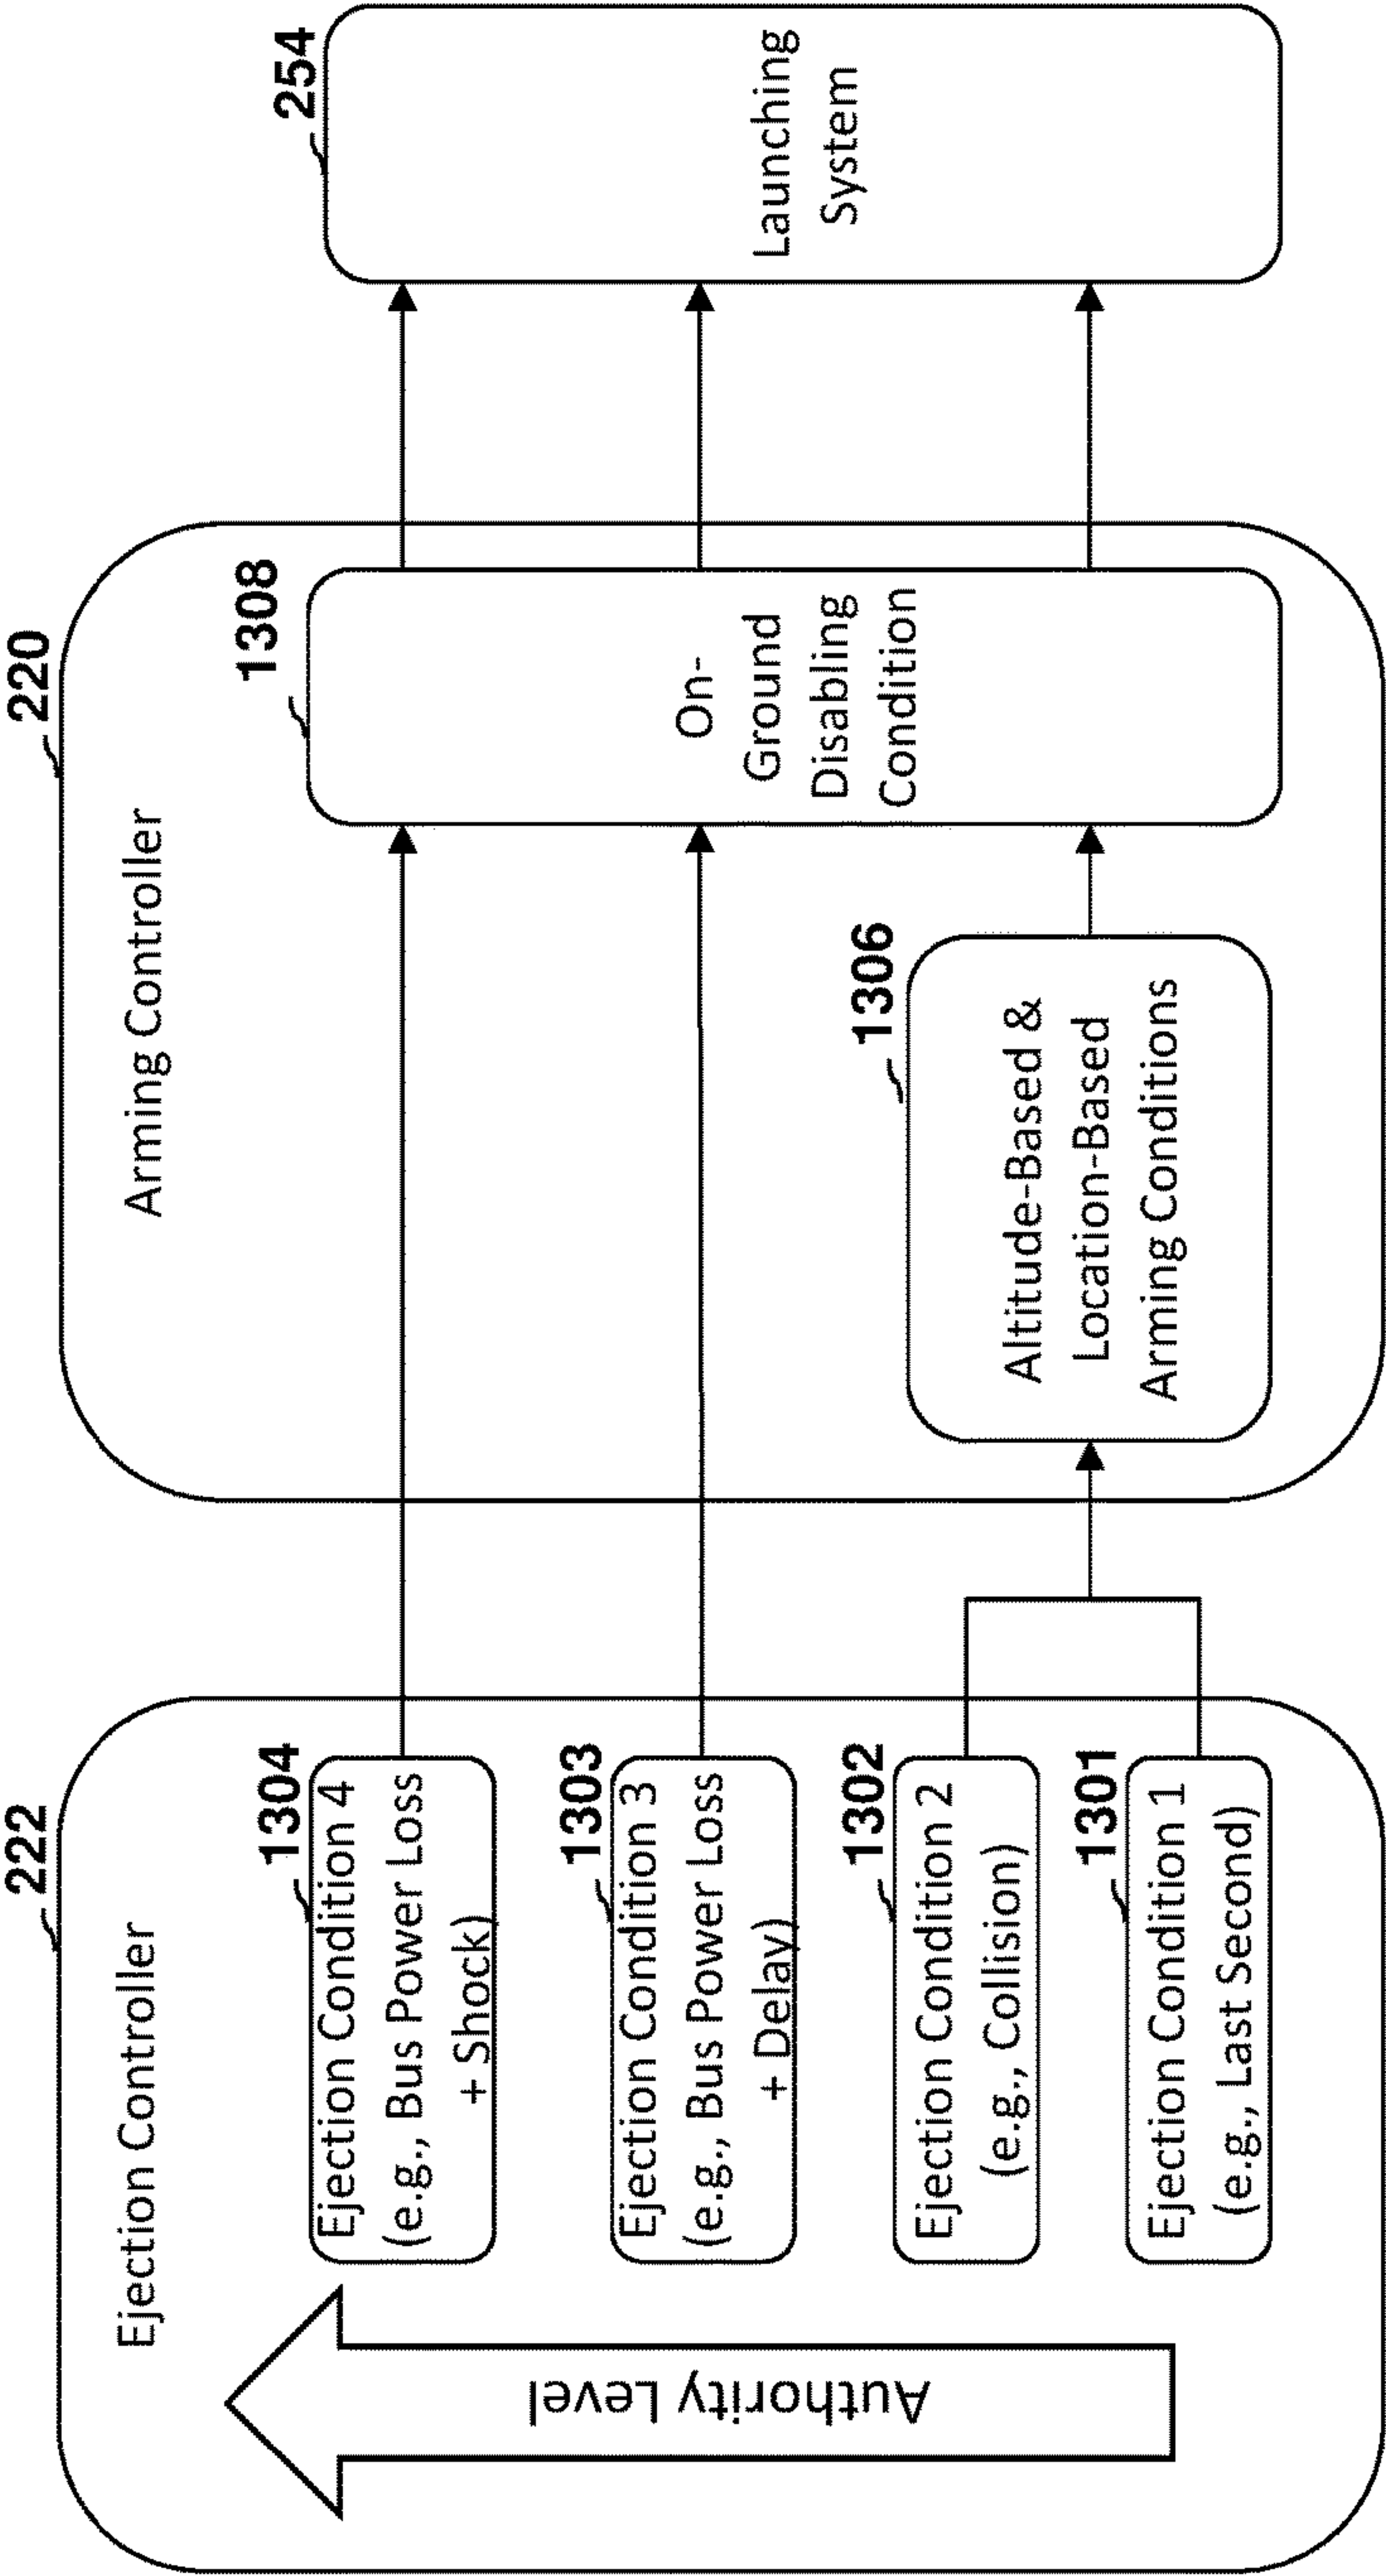 222
Ejection Controller
Authority Level
1304
Ejection Condition 4
(e.g., Bus Power Loss
+ Shock)
1303
Ejection Condition 3
(e.g., Bus Power Loss
+ Delay)
1302
Ejection Condition 2
(e.g., Collision)
1301
Ejection Condition 1
(e.g., Last Second)
220
Arming Controller
1306
Altitude-Based &
Location-Based
Arming Conditions
1308
On-
Ground
Disabling
Condition
254
Launching
System